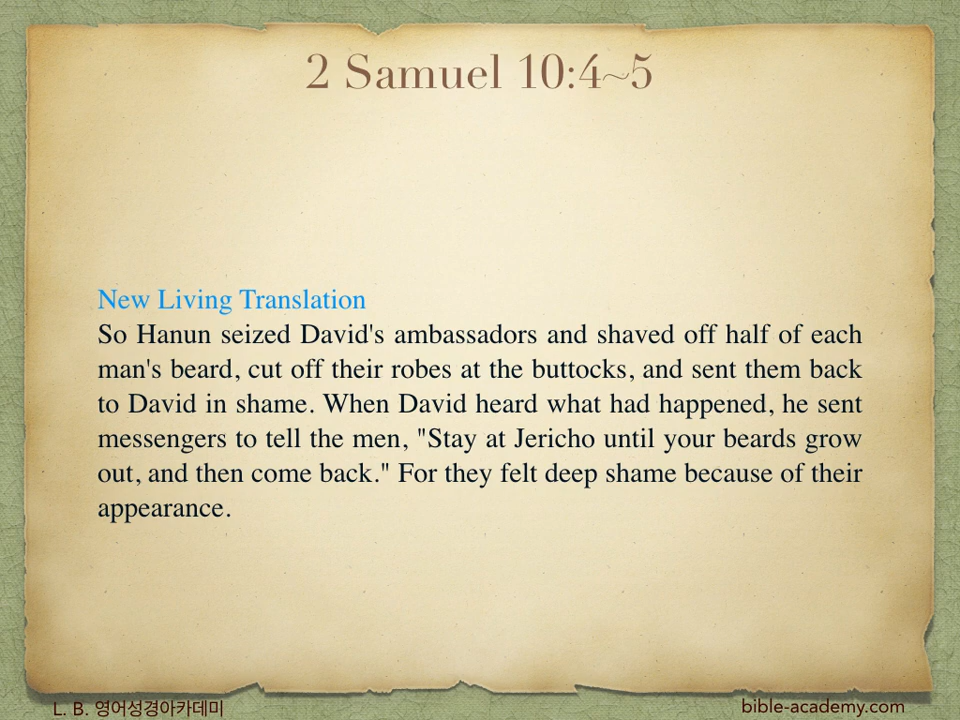 2 Samuel 10:4~5
New Living Translation
So Hanun seized David's ambassadors and shaved off half of each
man's beard, cut off their robes at the buttocks, and sent them back
to David in shame. When David heard what had happened, he sent
messengers to tell the men, "Stay at Jericho until your beards grow
out, and then come back." For they felt deep shame because of their
appearance.
L. B. 영어성경아카데미
bible-academy.com